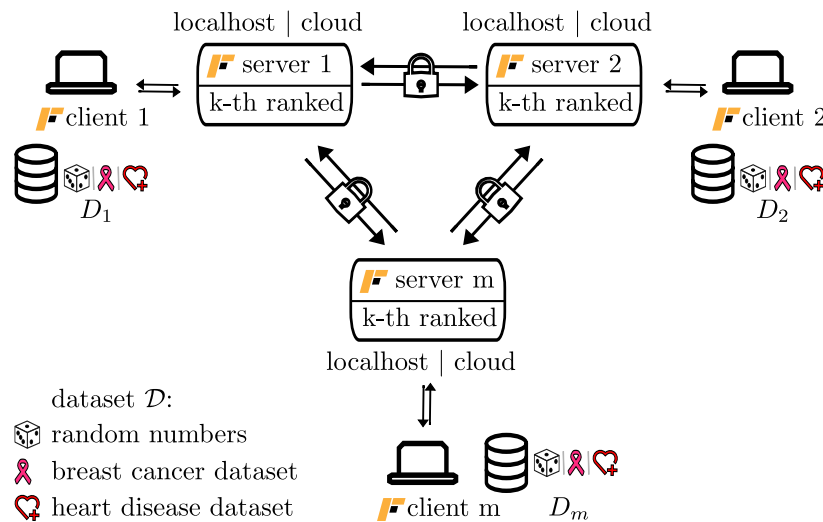 localhost | cloud
localhost | cloud
server 1
server 2
k-th ranked
k-th ranked
client 1
client 2
D₁
D₂
server m
k-th ranked
localhost | cloud
dataset 𝒟:
random numbers
breast cancer dataset
heart disease dataset
client m
Dₘ